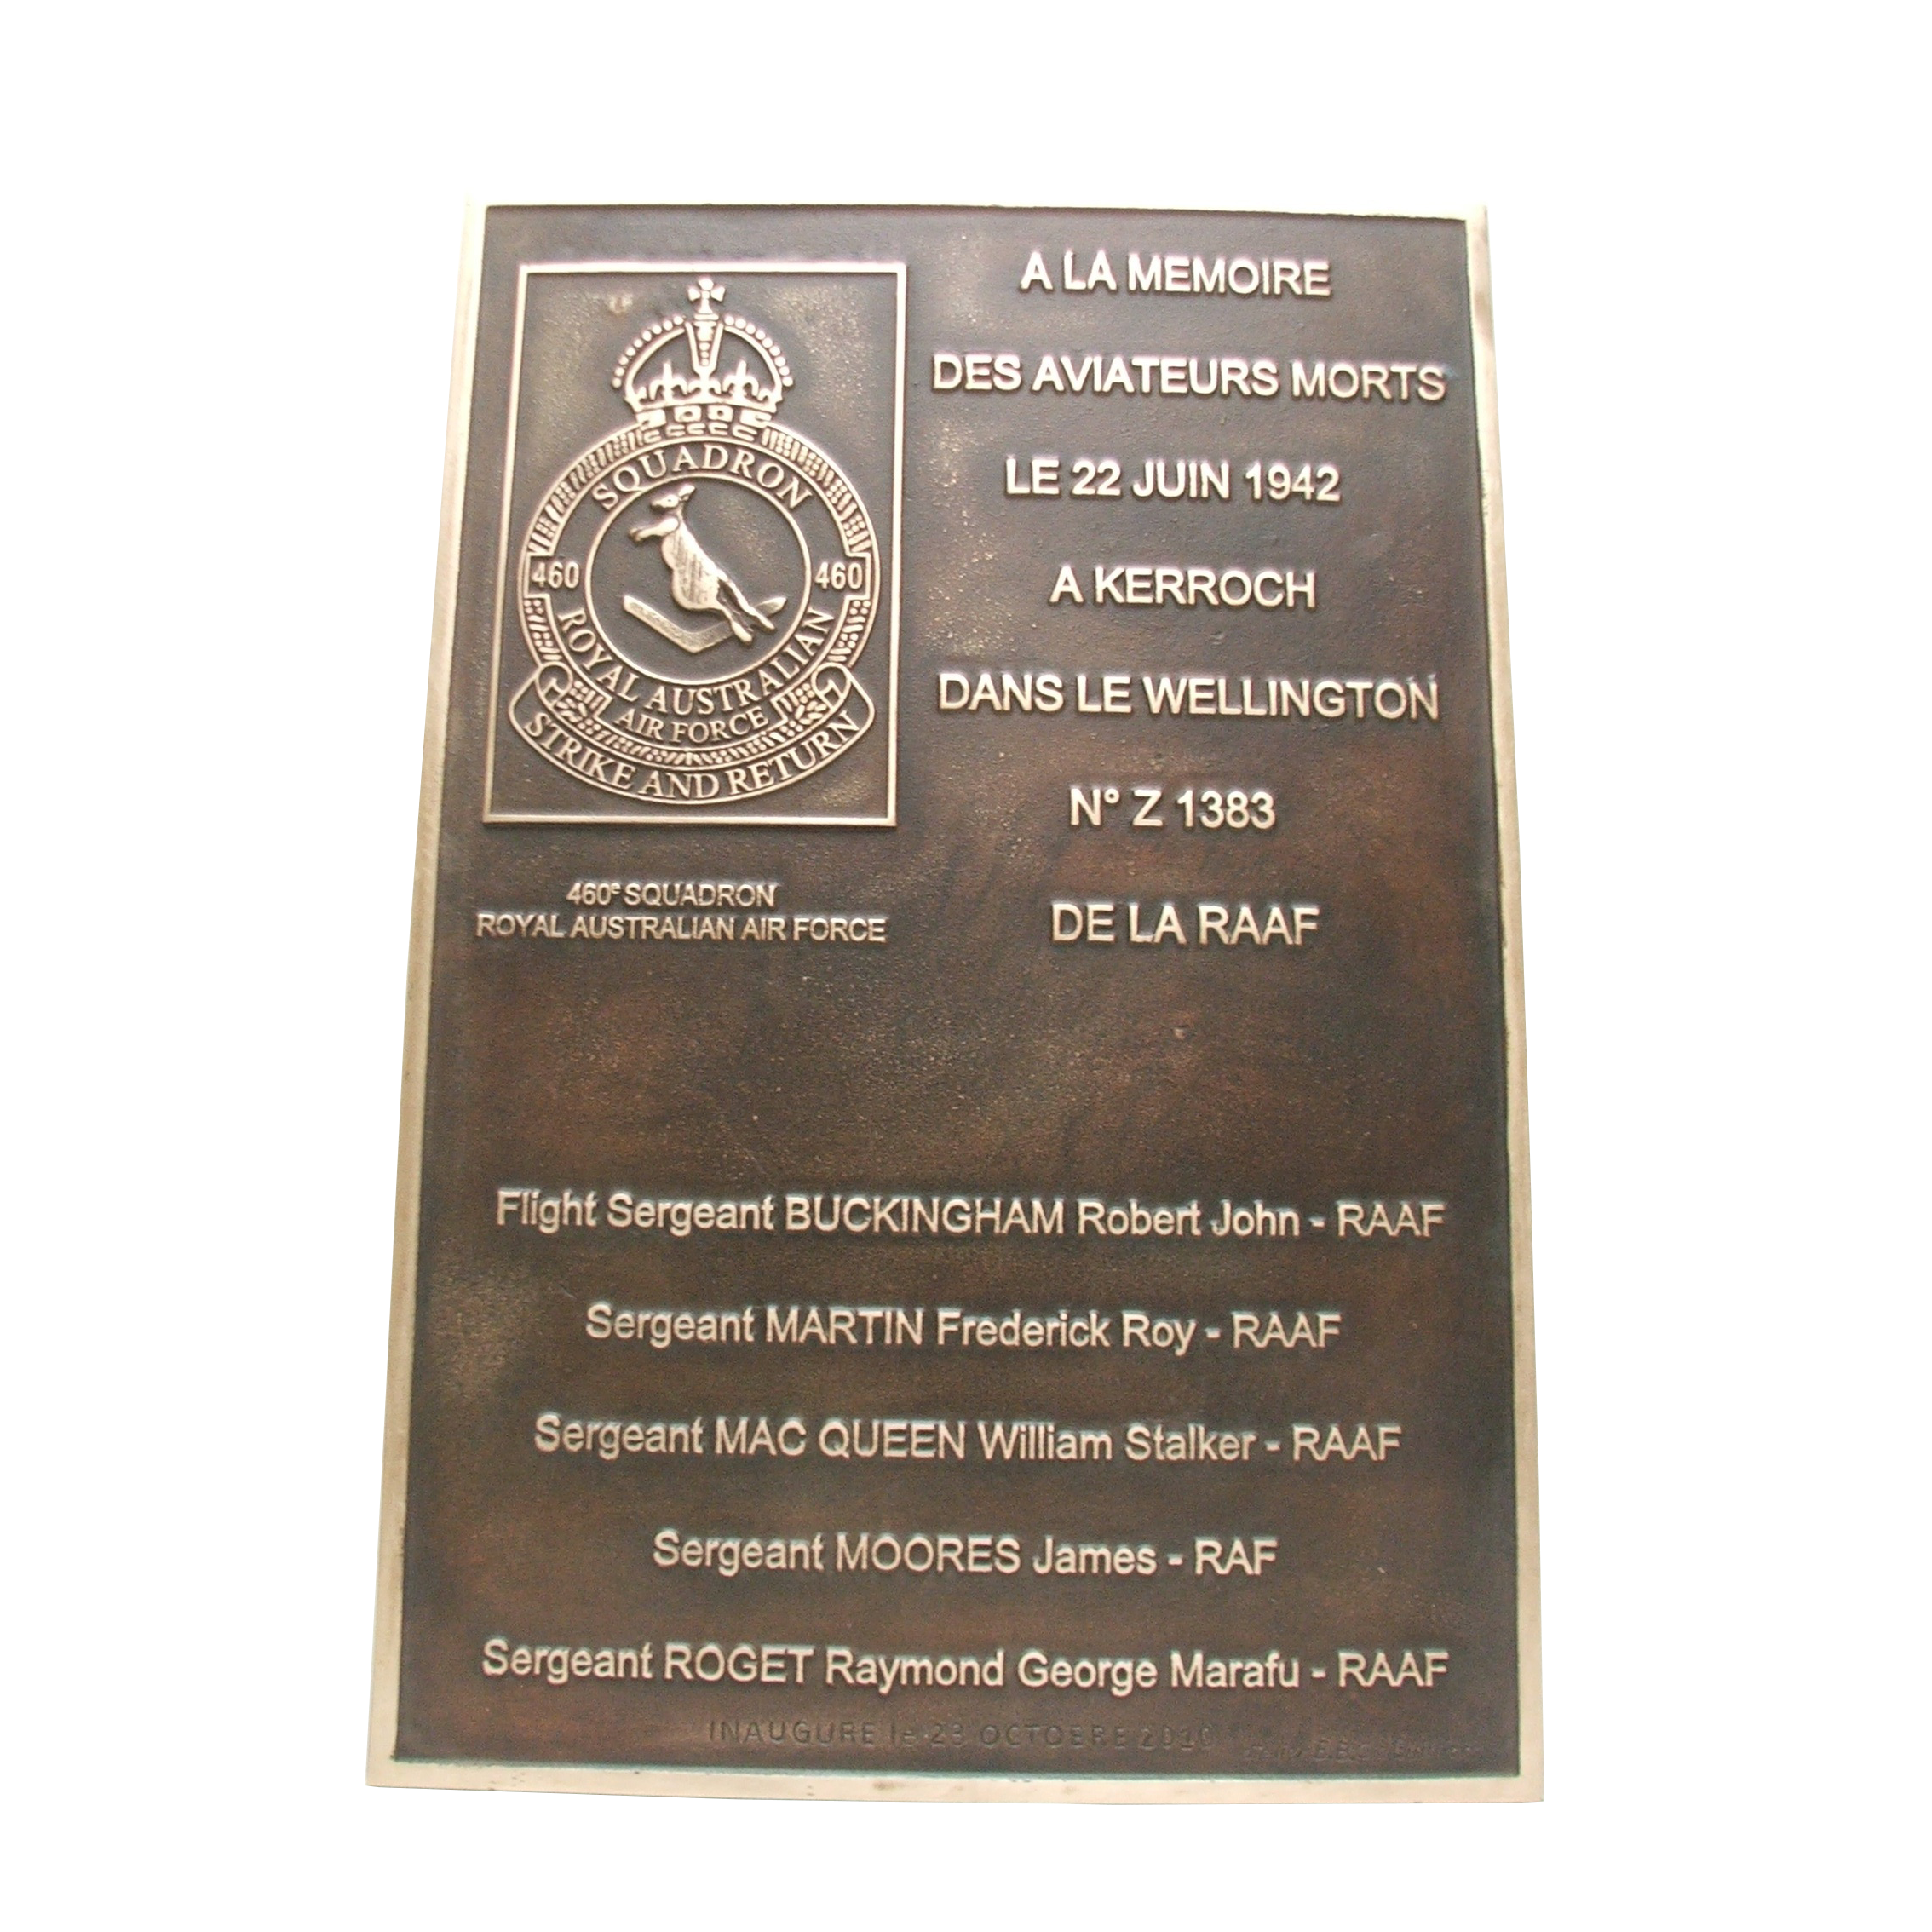 SQUADRON
460 460
ROYAL AUSTRALIAN
AIR FORCE
STRIKE AND RETURN
460e SQUADRON
ROYAL AUSTRALIAN AIR FORCE
A LA MEMOIRE
DES AVIATEURS MORTS
LE 22 JUIN 1942
A KERROCH
DANS LE WELLINGTON
N° Z 1383
DE LA RAAF
Flight Sergeant BUCKINGHAM Robert John - RAAF
Sergeant MARTIN Frederick Roy - RAAF
Sergeant MAC QUEEN William Stalker - RAAF
Sergeant MOORES James - RAF
Sergeant ROGET Raymond George Marafu - RAAF
INAUGURE le 23 OCTOBRE 2010